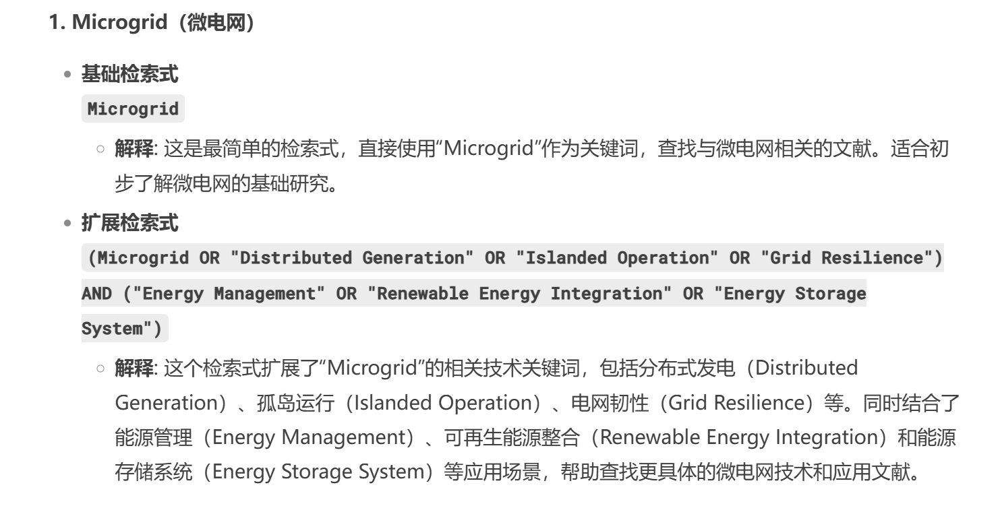 1. Microgrid（微电网）
基础检索式
Microgrid
解释: 这是最简单的检索式，直接使用“Microgrid”作为关键词，查找与微电网相关的文献。适合初
步了解微电网的基础研究。
扩展检索式
(Microgrid OR "Distributed Generation" OR "Islanded Operation" OR "Grid Resilience")
AND ("Energy Management" OR "Renewable Energy Integration" OR "Energy Storage
System")
解释: 这个检索式扩展了“Microgrid”的相关技术关键词，包括分布式发电（Distributed
Generation）、孤岛运行（Islanded Operation）、电网韧性（Grid Resilience）等。同时结合了
能源管理（Energy Management）、可再生能源整合（Renewable Energy Integration）和能源
存储系统（Energy Storage System）等应用场景，帮助查找更具体的微电网技术和应用文献。